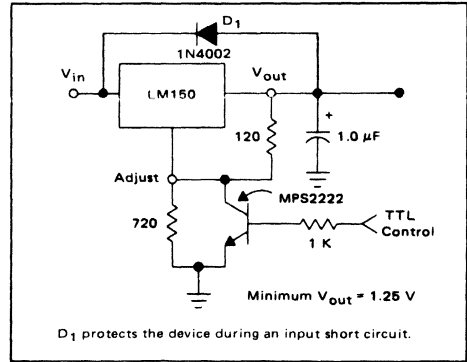 D1
1N4002
Vin
LM150
Vout
120
+
1.0 µF
Adjust
MPS2222
720
1 K
TTL
Control
Minimum Vout = 1.25 V
D1 protects the device during an input short circuit.